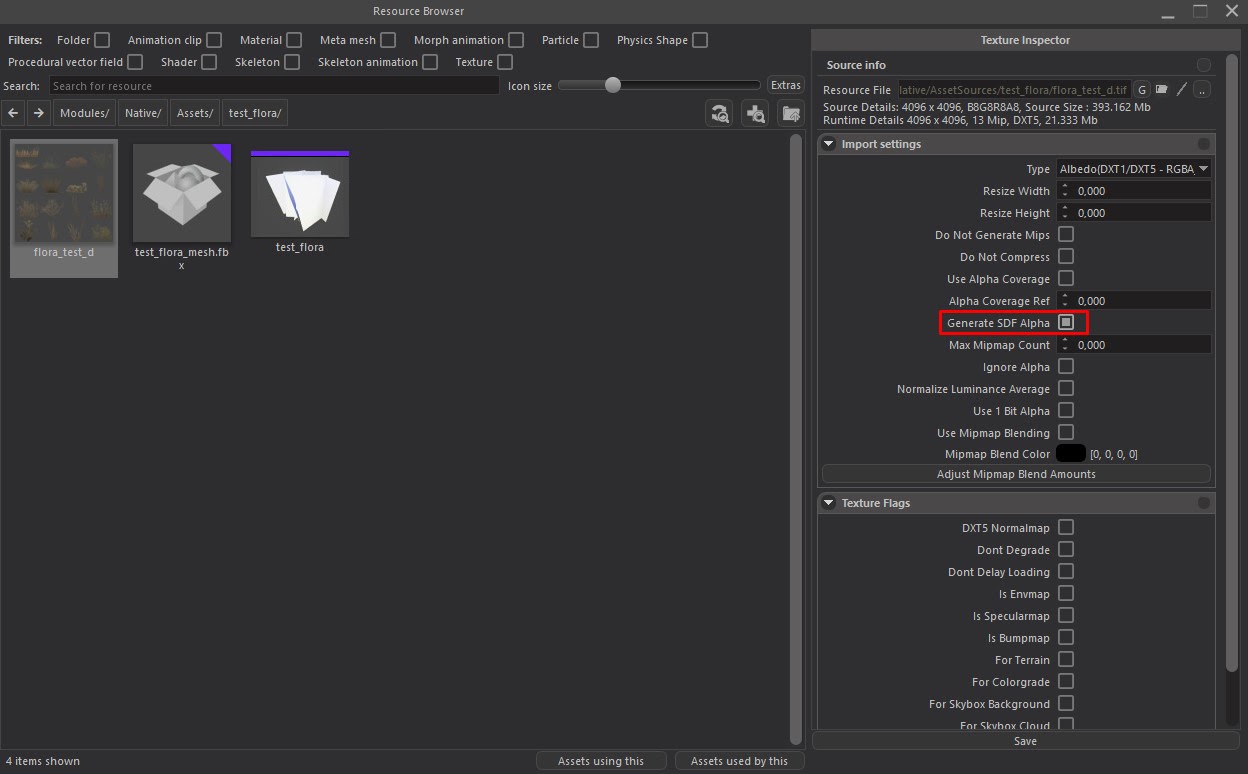 Resource Browser
Filters: Folder Animation clip Material Meta mesh Morph animation Particle Physics Shape
Procedural vector field Shader Skeleton Skeleton animation Texture
Search: Search for resource Icon size Extras
Modules/ Native/ Assets/ test_flora/
flora_test_d
test_flora_mesh.fb
x
test_flora
4 items shown
Assets using this
Assets used by this
Texture Inspector
Source info
Resource File lative/AssetSources/test_flora/flora_test_d.tif G ..
Source Details: 4096 x 4096, B8G8R8A8, Source Size : 393.162 Mb
Runtime Details 4096 x 4096, 13 Mip, DXT5, 21.333 Mb
Import settings
Type Albedo(DXT1/DXT5 - RGBA
Resize Width 0,000
Resize Height 0,000
Do Not Generate Mips
Do Not Compress
Use Alpha Coverage
Alpha Coverage Ref 0,000
Generate SDF Alpha
Max Mipmap Count 0,000
Ignore Alpha
Normalize Luminance Average
Use 1 Bit Alpha
Use Mipmap Blending
Mipmap Blend Color [0, 0, 0, 0]
Adjust Mipmap Blend Amounts
Texture Flags
DXT5 Normalmap
Dont Degrade
Dont Delay Loading
Is Envmap
Is Specularmap
Is Bumpmap
For Terrain
For Colorgrade
For Skybox Background
For Skybox Cloud
Save